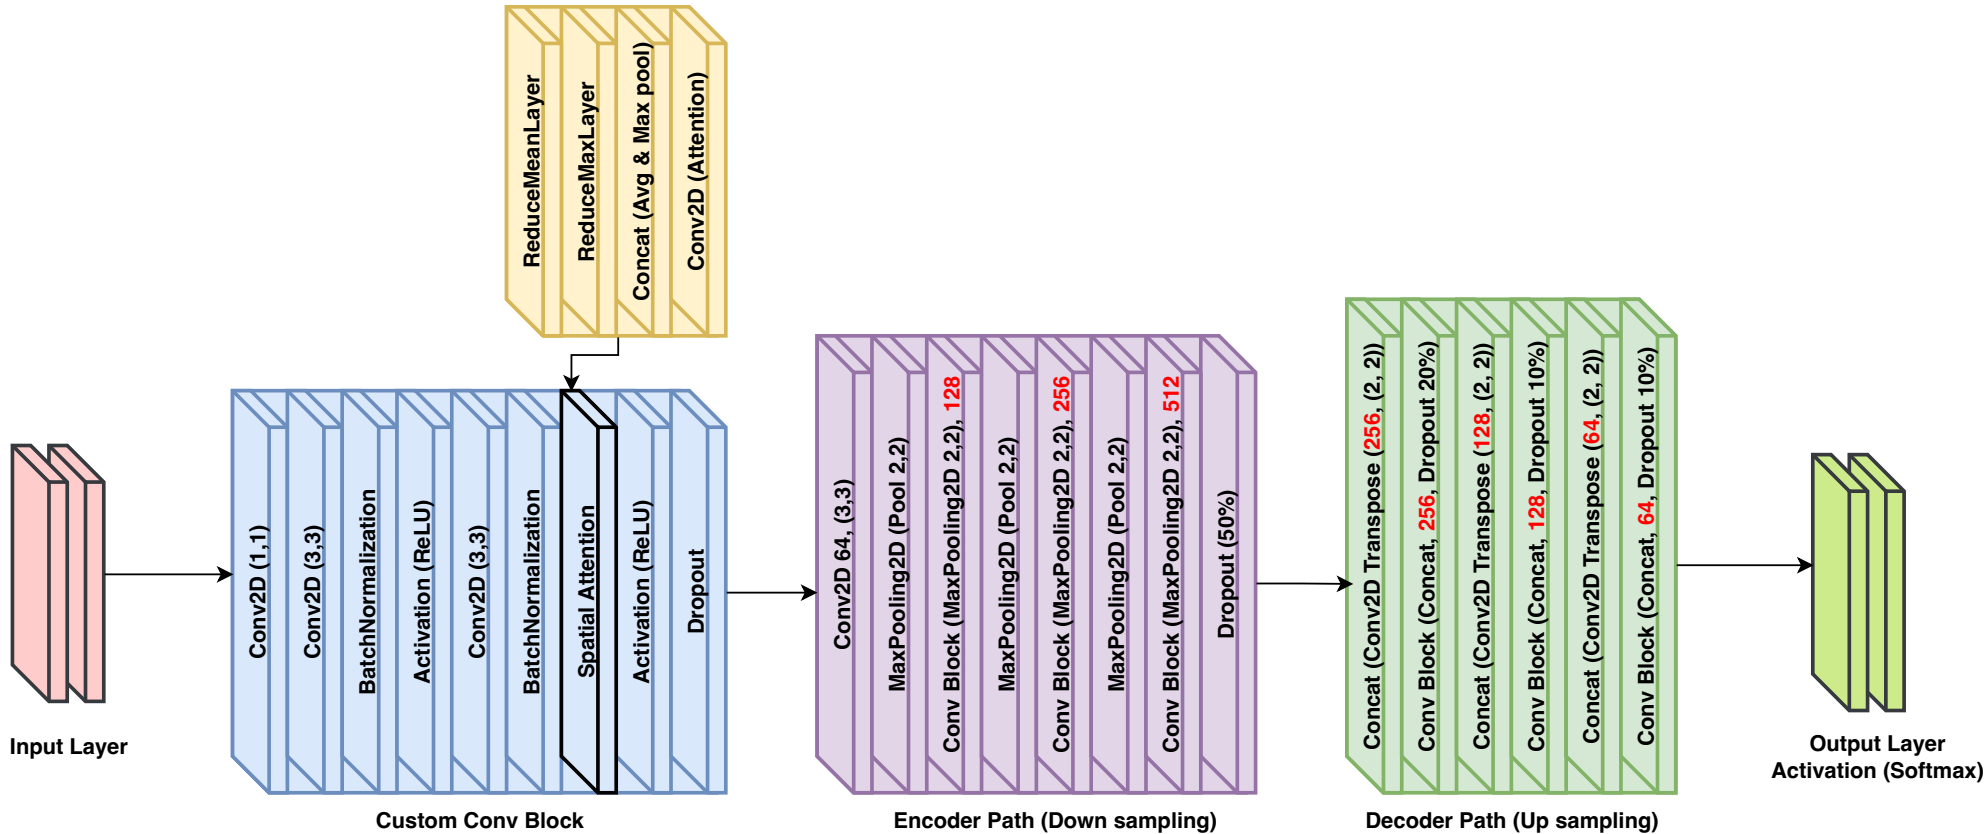 ReduceMeanLayer
ReduceMaxLayer
Concat (Avg & Max pool)
Conv2D (Attention)
Input Layer
Conv2D (1,1)
Conv2D (3,3)
BatchNormalization
Activation (ReLU)
Conv2D (3,3)
BatchNormalization
Spatial Attention
Activation (ReLU)
Dropout
Custom Conv Block
Conv2D 64, (3,3)
MaxPooling2D (Pool 2,2)
Conv Block (MaxPooling2D 2,2), 128
MaxPooling2D (Pool 2,2)
Conv Block (MaxPooling2D 2,2), 256
MaxPooling2D (Pool 2,2)
Conv Block (MaxPooling2D 2,2), 512
Dropout (50%)
Encoder Path (Down sampling)
Concat (Conv2D Transpose (256, (2, 2))
Conv Block (Concat, 256, Dropout 20%)
Concat (Conv2D Transpose (128, (2, 2))
Conv Block (Concat, 128, Dropout 10%)
Concat (Conv2D Transpose (64, (2, 2))
Conv Block (Concat, 64, Dropout 10%)
Decoder Path (Up sampling)
Output Layer
Activation (Softmax)